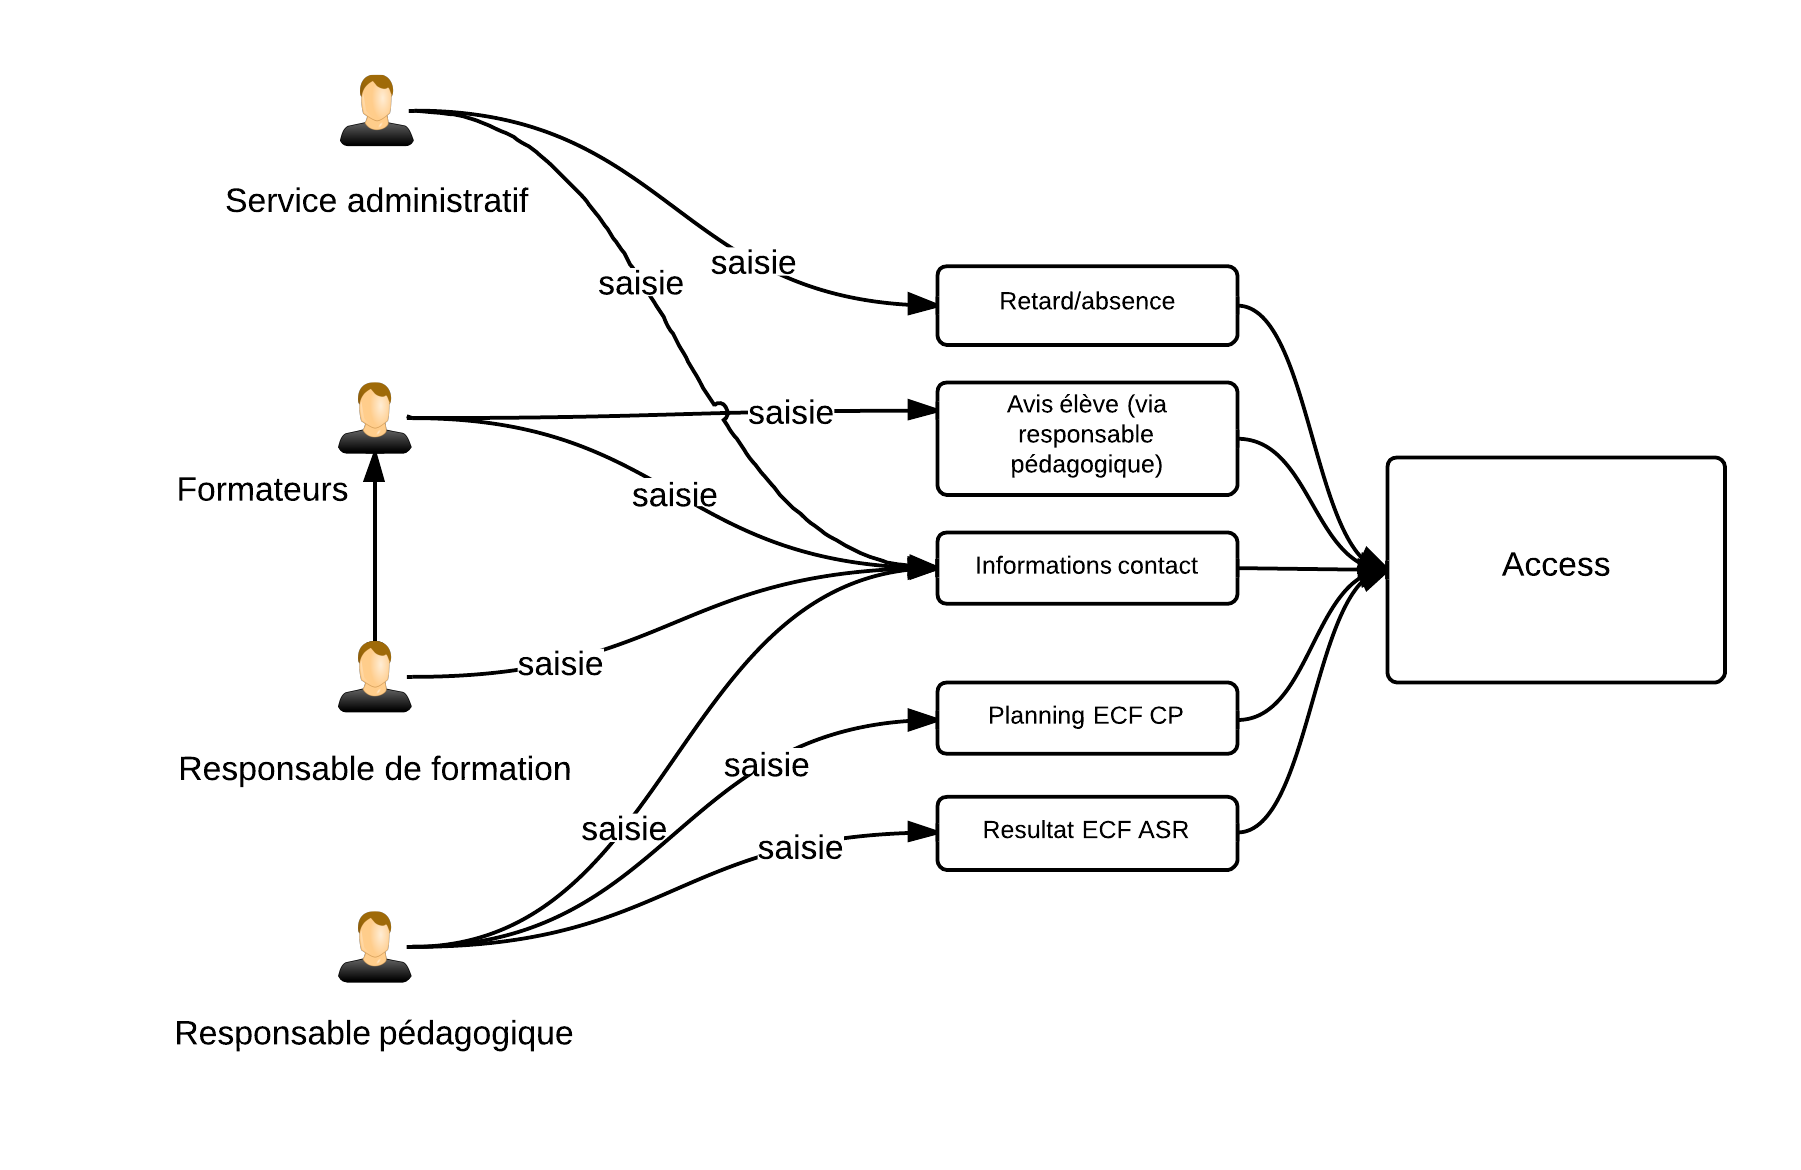 Service administratif
saisie
saisie
Retard/absence
Formateurs
saisie
saisie
Avis élève (via
responsable
pédagogique)
Informations contact
Access
saisie
Responsable de formation
Planning ECF CP
saisie
saisie
saisie
Resultat ECF ASR
Responsable pédagogique